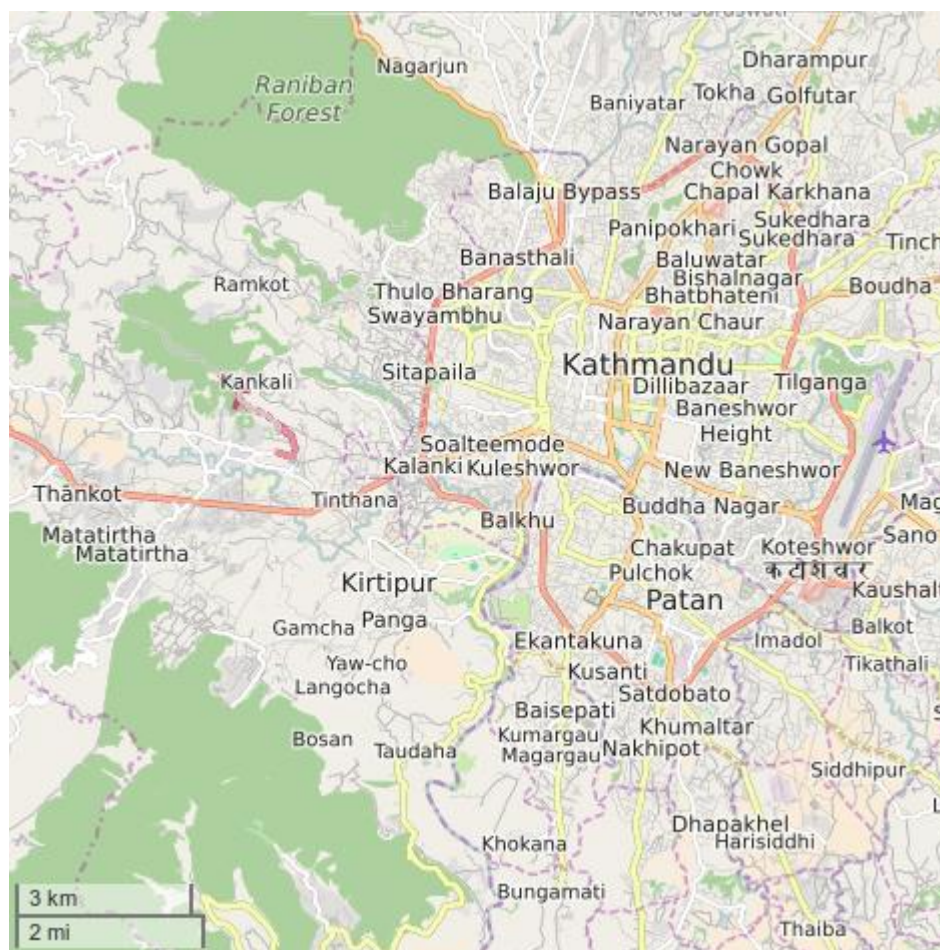 Tokha Saraswati
Dharampur
Nagarjun
Raniban
Forest
Tokha
Golfutar
Baniyatar
Narayan Gopal
Chowk
Balaju Bypass
Chapal Karkhana
Panipokhari
Sukedhara
Sukedhara
Tinch
Banasthali
Baluwatar
Bishalnagar
Ramkot
Thulo Bharang
Bhatbhateni
Boudha
Swayambhu
Narayan Chaur
Kathmandu
Sitapaila
Kankali
Dillibazaar
Tilganga
Baneshwor
Height
Soalteemode
Kalanki
Kuleshwor
New Baneshwor
Thānkot
Tinthana
Buddha Nagar
Mag
Balkhu
Matatirtha
Matatirtha
Sano
Chakupat
Koteshwor
कोटेश्वर
Pulchok
Kirtipur
Patan
Kaushalt
Gamcha
Panga
Balkot
Ekantakuna
Imadol
Yaw-cho
Kusanti
Tikathali
Langocha
Satdobato
Baisepati
Khumaltar
Bosan
Taudaha
Kumargau
Magargau
Nakhipot
Siddhipur
Dhapakhel
Harisiddhi
Khokana
Bungamati
3 km
2 mi
Thaiba